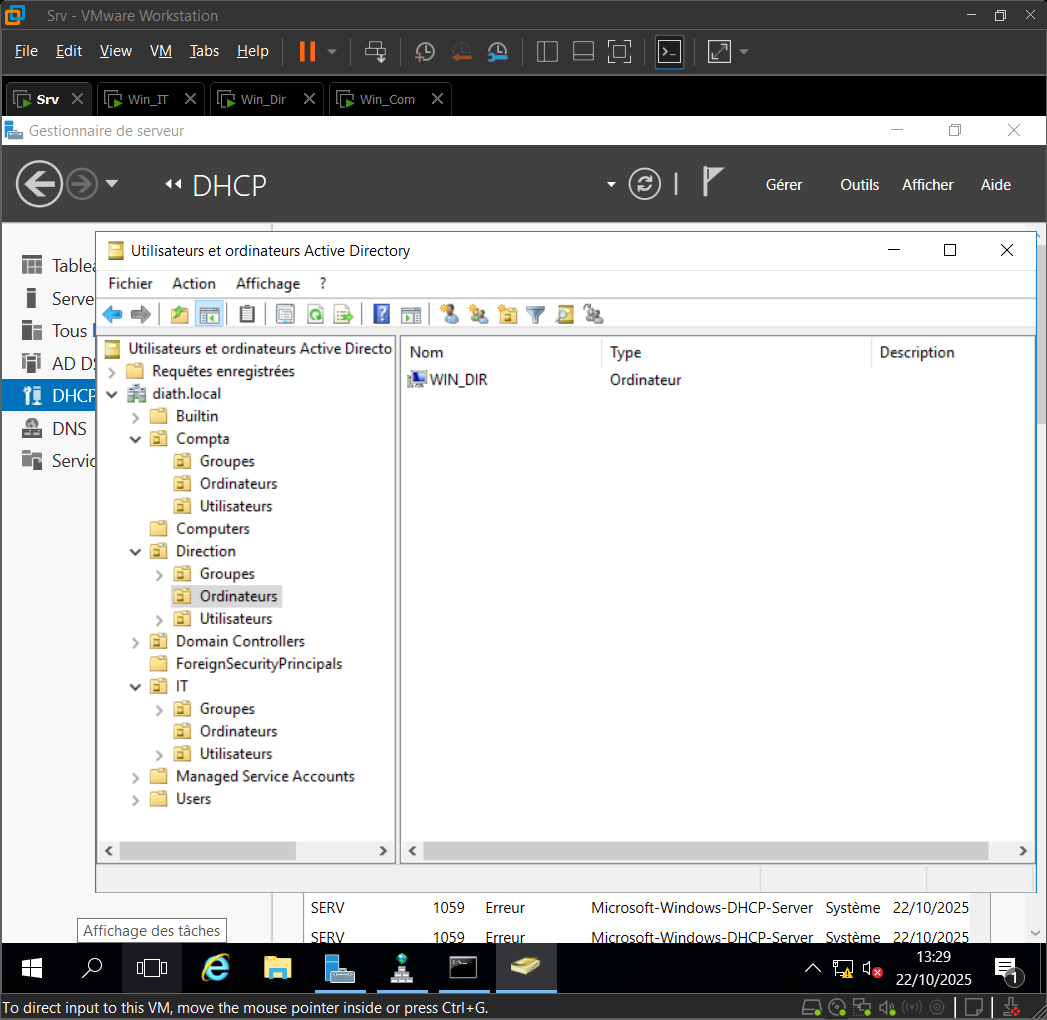 Srv - VMware Workstation
File Edit View VM Tabs Help
Srv Win_IT Win_Dir Win_Com
Gestionnaire de serveur
DHCP Gérer Outils Afficher Aide
Utilisateurs et ordinateurs Active Directory
Fichier Action Affichage ?
Utilisateurs et ordinateurs Active Directo
Requêtes enregistrées
diath.local
Builtin
Compta
Groupes
Ordinateurs
Utilisateurs
Computers
Direction
Groupes
Ordinateurs
Utilisateurs
Domain Controllers
ForeignSecurityPrincipals
IT
Groupes
Ordinateurs
Utilisateurs
Managed Service Accounts
Users
Nom Type Description
WIN_DIR Ordinateur
Tablea
Serve
Tous l
AD DS
DHCP
DNS
Servic
SERV 1059 Erreur Microsoft-Windows-DHCP-Server Système 22/10/2025
SERV 1059 Erreur Microsoft-Windows-DHCP-Server Système 22/10/2025
Affichage des tâches
13:29
22/10/2025
1
To direct input to this VM, move the mouse pointer inside or press Ctrl+G.